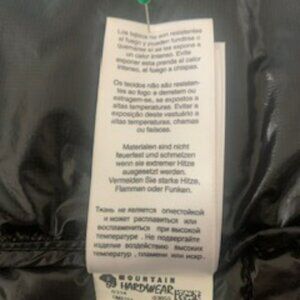 Los tejidos no son resistentes
al fuego y pueden fundirse o
quemarse si se les expone a
un calor intenso. Evite
exponer esta prenda al calor
intenso, al fuego a chispas.
Os tecidos não são resisten-
tes ao fogo a derretem ou
estragem-se, se expostos a
altas temperaturas. Evitar a
exposição deste vestuário a
altas temperaturas, chamas
ou faíscas.
Materialien sind nicht
feuerfest und schmelzen
wenn sie extremer Hitze
ausgesetzt werden.
Vermeiden Sie starke Hitze,
Flammen oder Funken.
Ткань не является огнестойкой
и может расплавиться или
воспламениться при высокой
температуре. Не подвергайте
изделие воздействию высоких
температур, пламени или искр.
MOUNTAIN
HARDWEAR